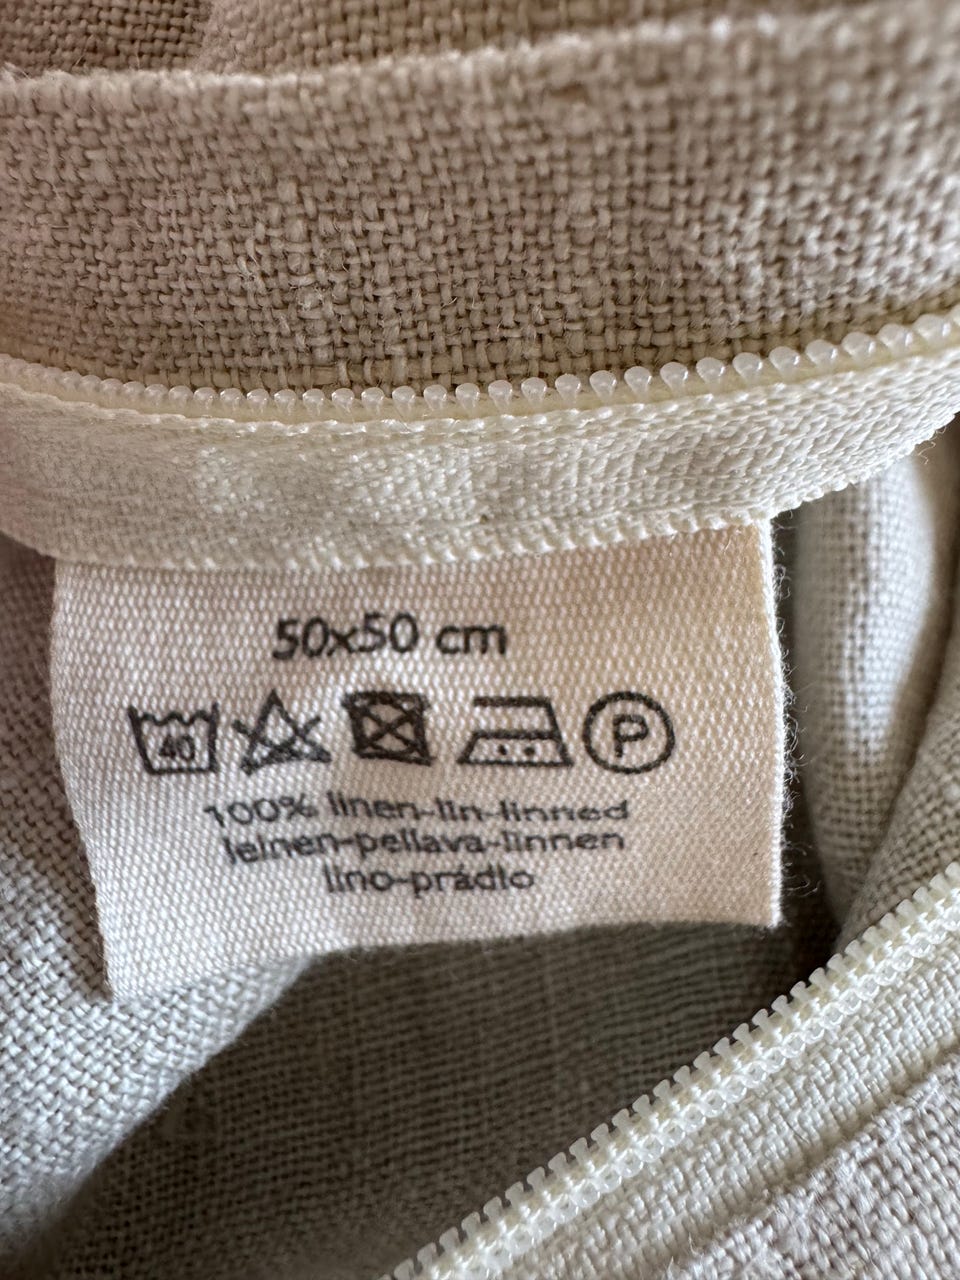 50x50 cm
40 P
100% linen-lin-linned
leinen-pellava-linnen
lino-prádlo